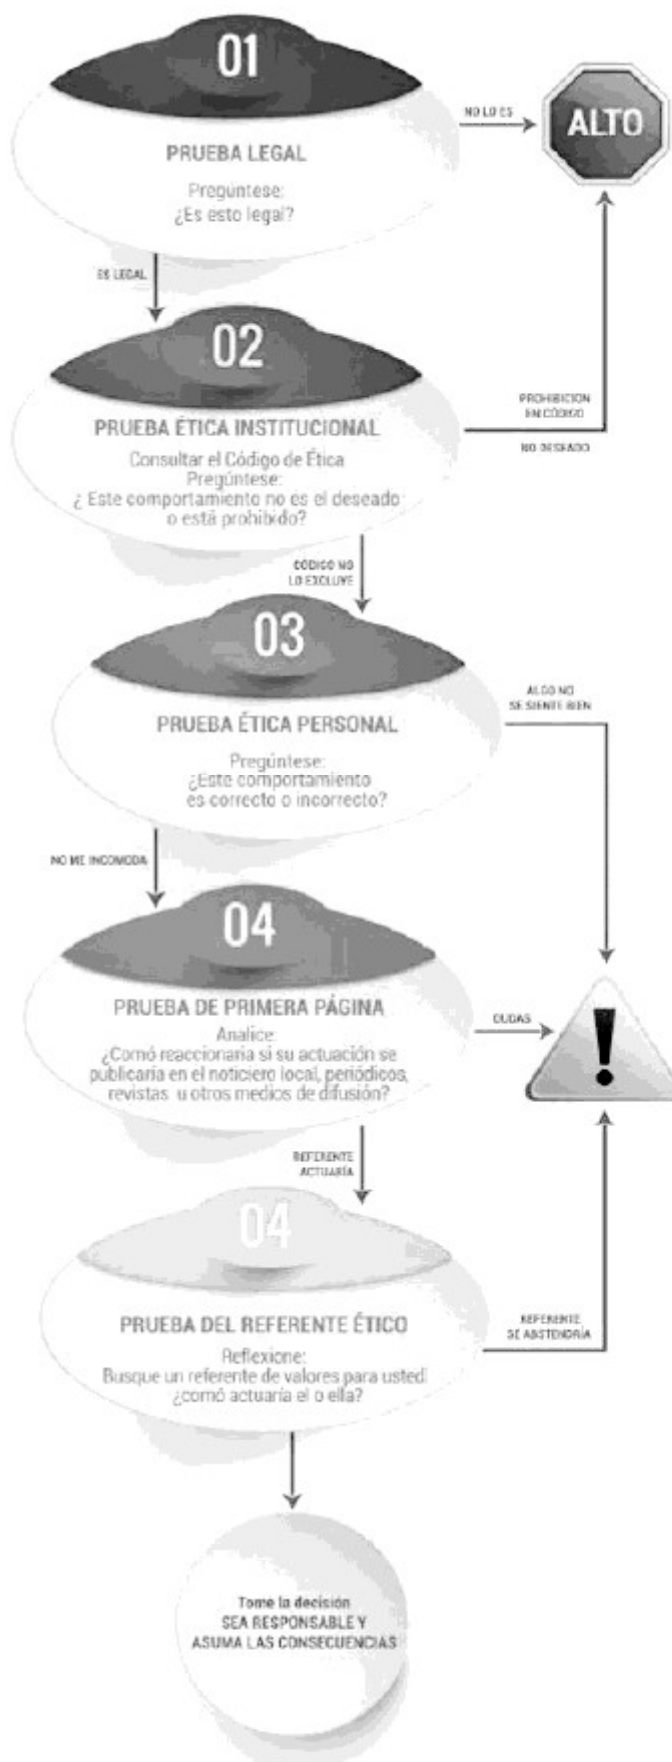 01
NO LO ES
ALTO
PRUEBA LEGAL
Pregúntese:
¿Es esto legal?
ES LEGAL
02
PROHIBICION
EN CÓDIGO
PRUEBA ÉTICA INSTITUCIONAL
NO DESEADO
Consultar el Código de Ética
Pregúntese:
¿ Este comportamiento no es el deseado
o está prohibido?
CÓDIGO NO
LO EXCLUYE
03
ALGO NO
SE SIENTE BIEN
PRUEBA ÉTICA PERSONAL
Pregúntese:
¿Este comportamiento
es correcto o incorrecto?
NO ME INCOMODA
04
PRUEBA DE PRIMERA PÁGINA
DUDAS
!
Analice:
¿Comó reaccionaria si su actuación se
publicaría en el noticiero local, periódicos,
revistas u otros medios de difusión?
REFERENTE
ACTUARÍA
04
PRUEBA DEL REFERENTE ÉTICO
REFERENTE
SE ABSTENDRÍA
Reflexione:
Busque un referente de valores para usted
¿comó actuaría el o ella?
Tome la decisión
SEA RESPONSABLE Y
ASUMA LAS CONSECUENCIAS